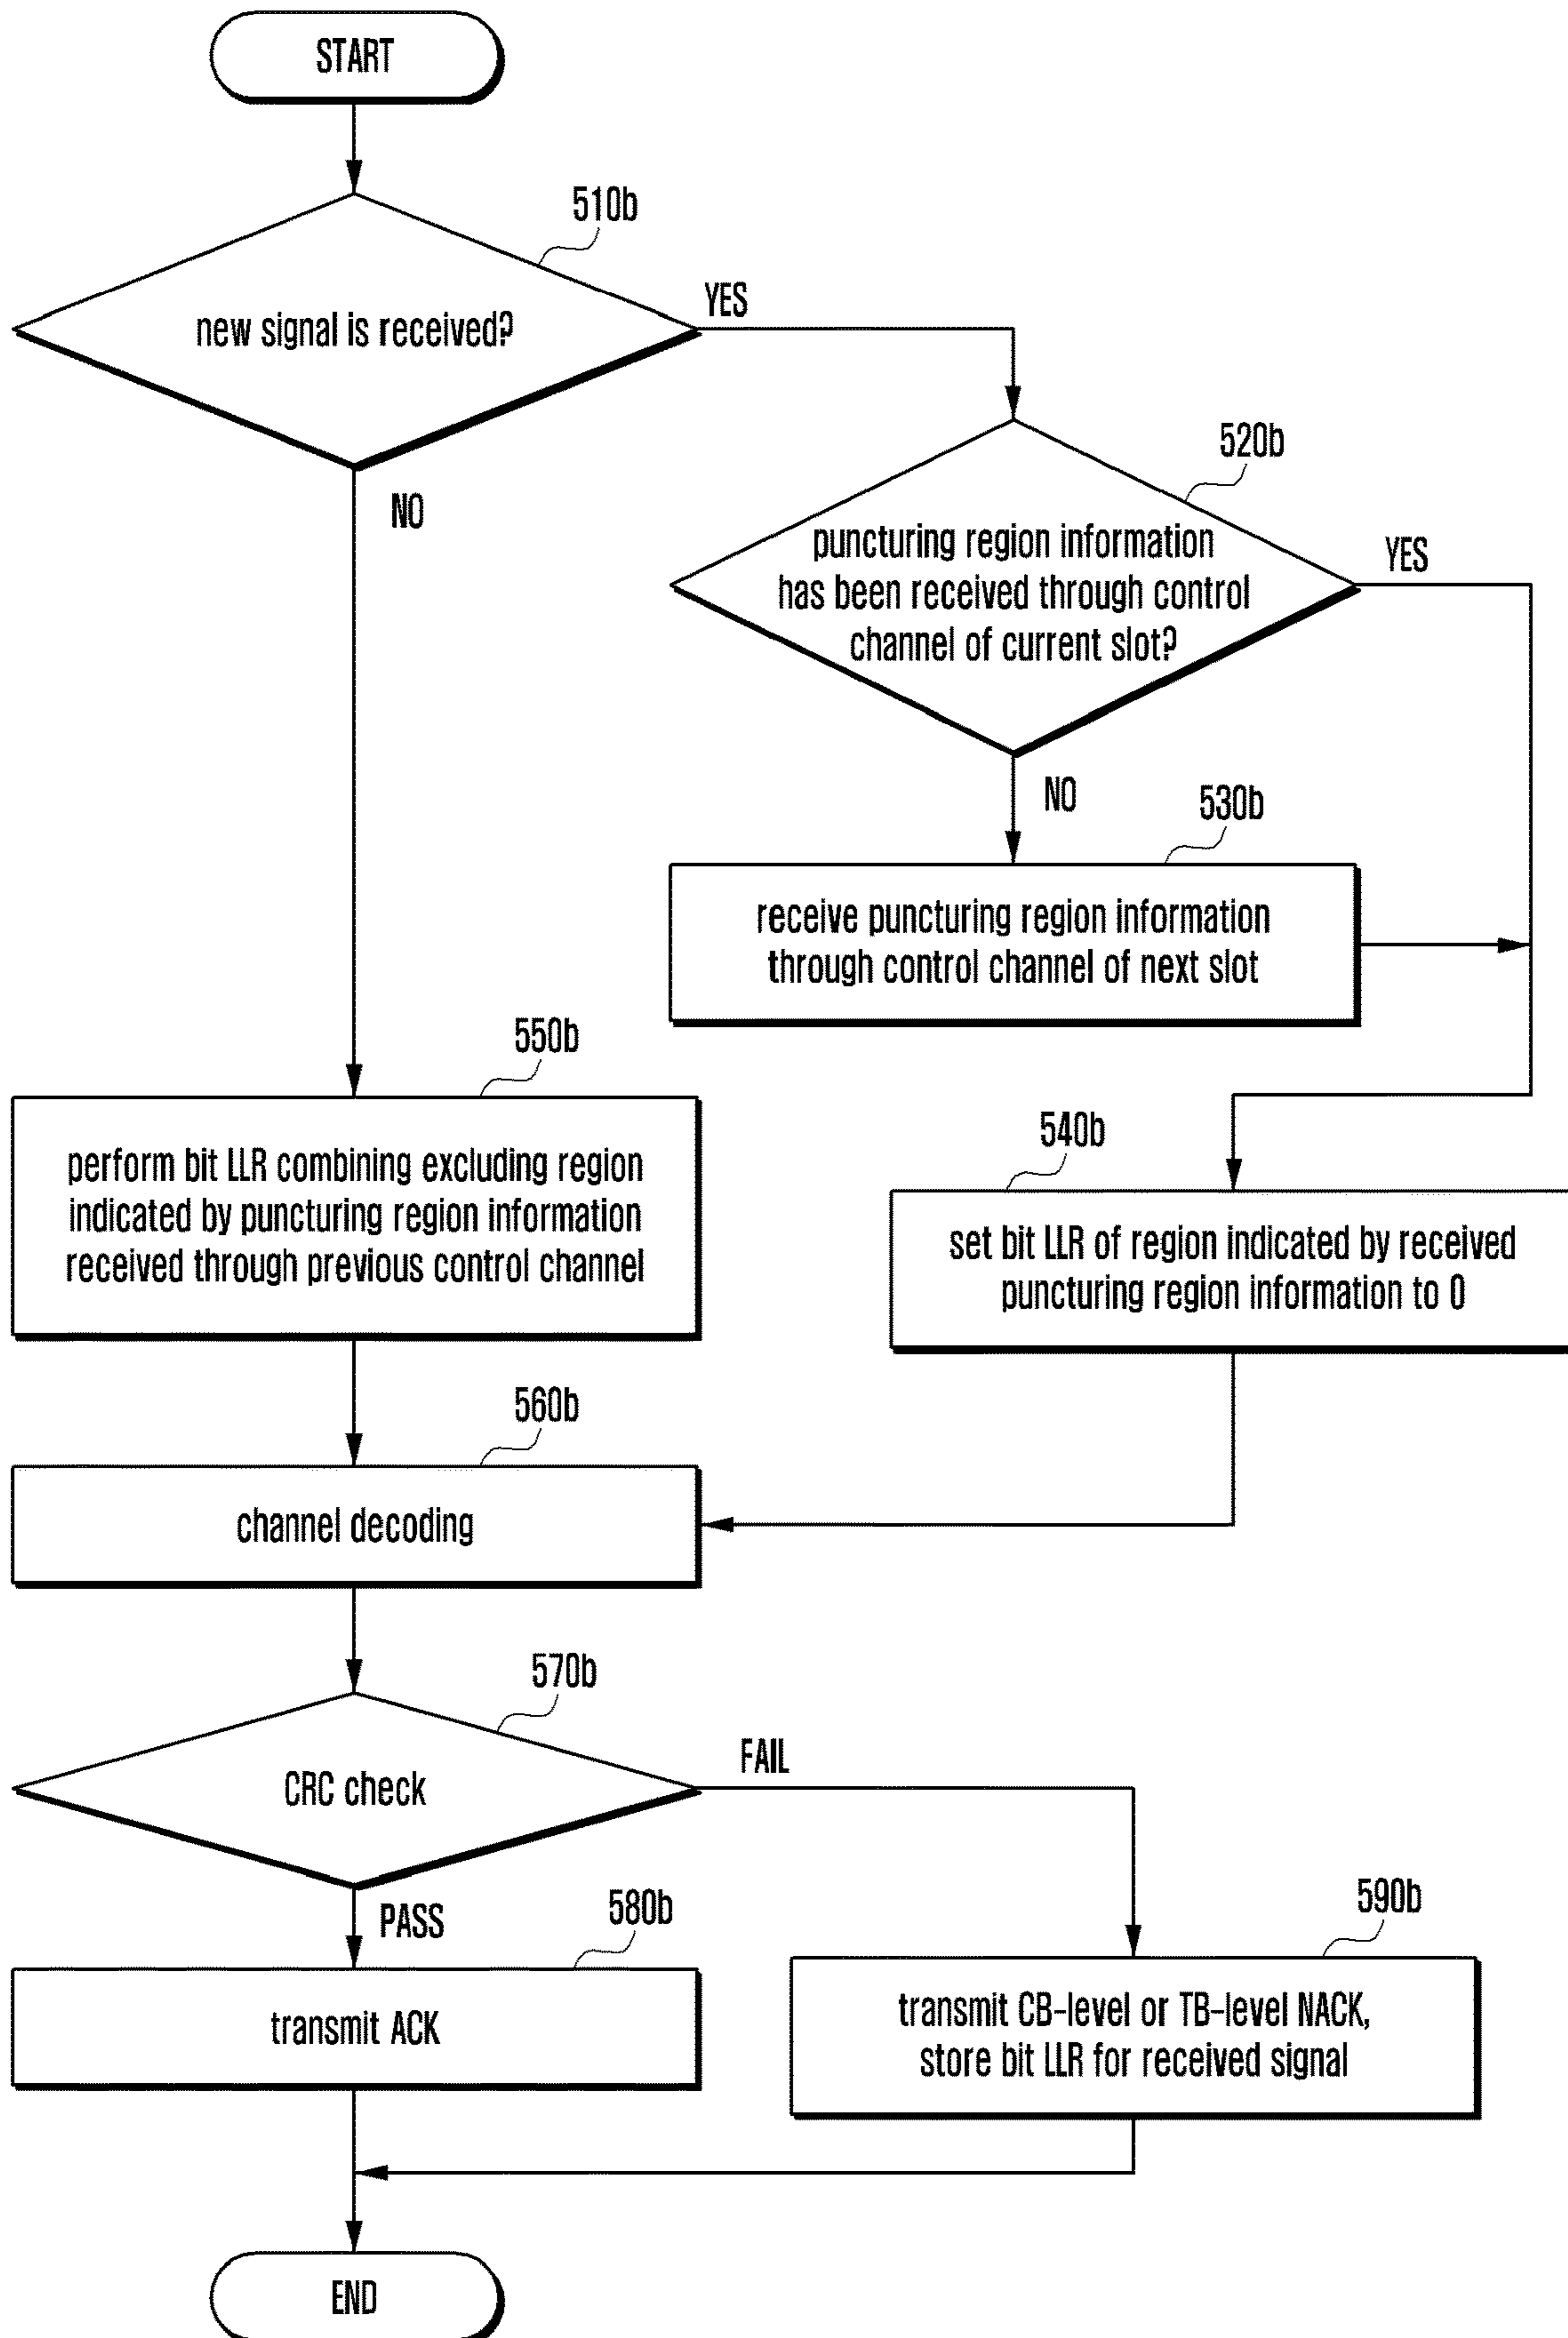 START
510b
new signal is received?
YES
NO
520b
puncturing region information
has been received through control
channel of current slot?
YES
NO
530b
receive puncturing region information
through control channel of next slot
550b
perform bit LLR combining excluding region
indicated by puncturing region information
received through previous control channel
540b
set bit LLR of region indicated by received
puncturing region information to 0
560b
channel decoding
570b
CRC check
FAIL
PASS
580b
transmit ACK
590b
transmit CB-level or TB-level NACK,
store bit LLR for received signal
END